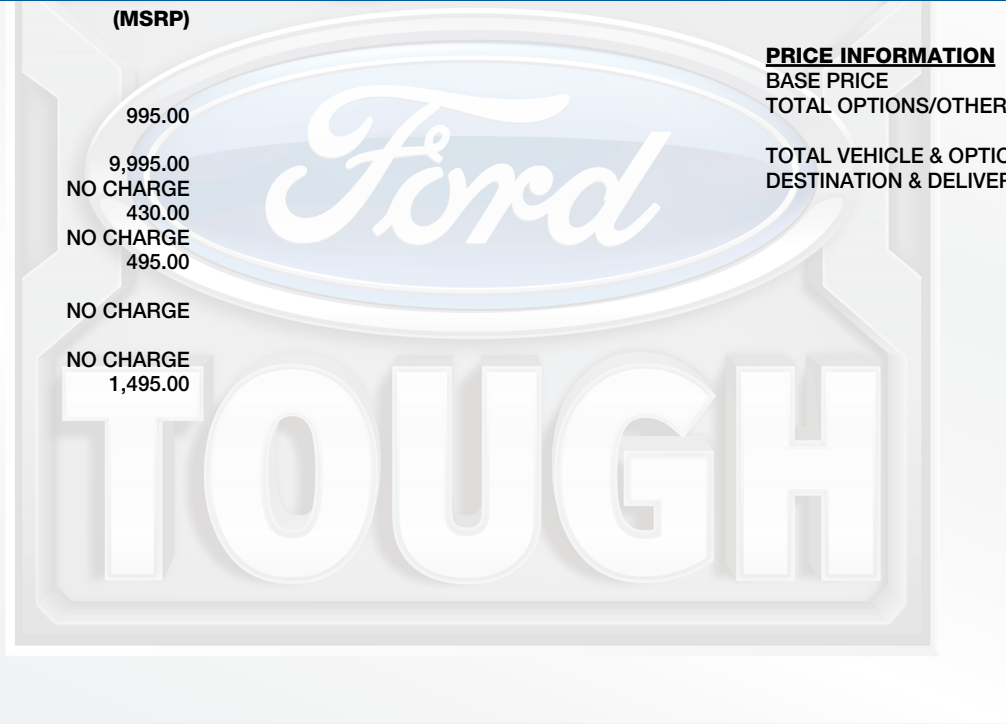 (MSRP)
995.00
9,995.00
NO CHARGE
430.00
NO CHARGE
495.00
NO CHARGE
NO CHARGE
1,495.00
PRICE INFORMATION
BASE PRICE
TOTAL OPTIONS/OTHER
TOTAL VEHICLE & OPTIO
DESTINATION & DELIVER
Ford
TOUGH